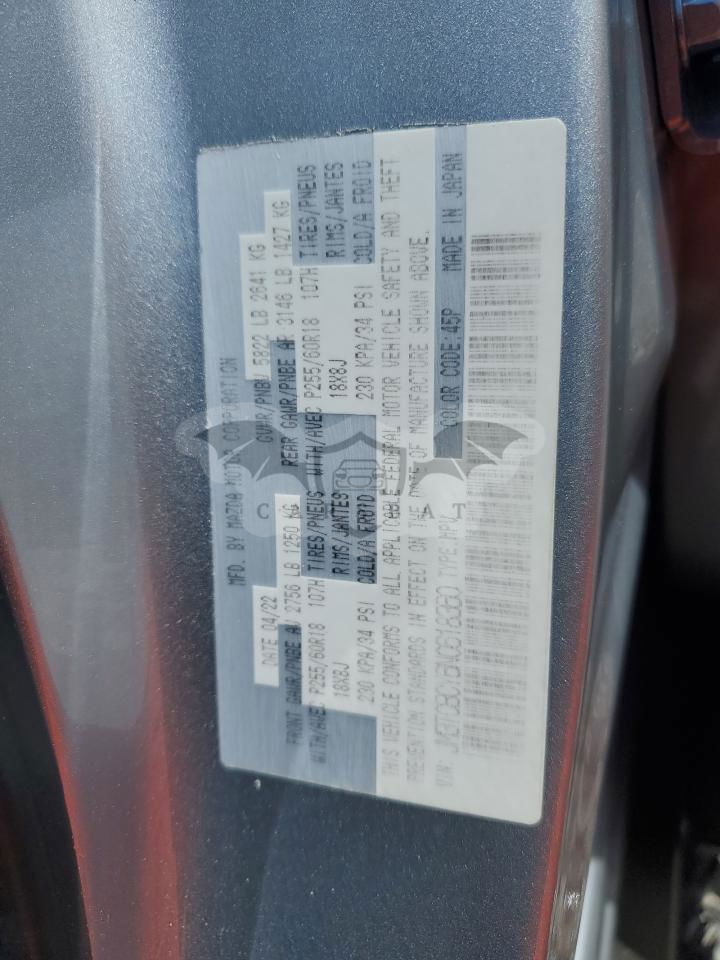 MFD. BY MAZDA MOTOR CORPORATION
DATE 04/22 GVWR/PNBV 5822 LB 2641 KG
FRONT GAWR/PNBE AV 2756 LB 1250 KG REAR GAWR/PNBE AR 3146 LB 1427 KG
WITH/AVEC P255/60R18 107H TIRES/PNEUS WITH/AVEC P255/60R18 107H TIRES/PNEUS
18X8J RIMS/JANTES 18X8J RIMS/JANTES
230 KPA/34 PSI COLD/A FROID 230 KPA/34 PSI COLD/A FROID
THIS VEHICLE CONFORMS TO ALL APPLICABLE FEDERAL MOTOR VEHICLE SAFETY AND THEFT
PREVENTION STANDARDS IN EFFECT ON THE DATE OF MANUFACTURE SHOWN ABOVE.
VIN: TYPE:MPV COLOR CODE:45P MADE IN JAPAN